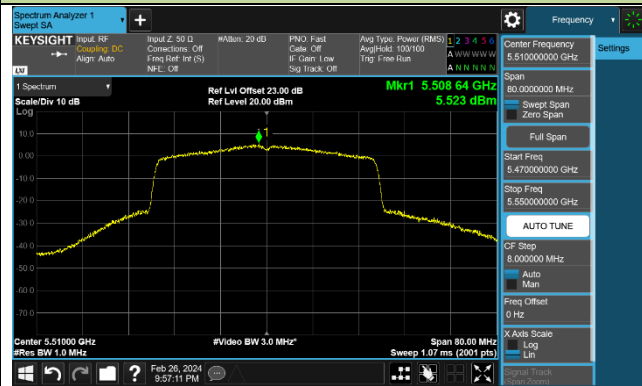 Spectrum Analyzer 1
Swept SA
Frequency
KEYSIGHT
Input: RF
Coupling: DC
Align: Auto
Input Z: 50 Ω
Corrections: Off
Freq Ref: Int (S)
NFE: Off
#Atten: 20 dB
PNO: Fast
Gate: Off
IF Gain: Low
Sig Track: Off
Avg Type: Power (RMS)
Avg|Hold: 100/100
Trig: Free Run
1 2 3 4 5 6
A W W W W W
A N N N N N
LXI
1 Spectrum
Scale/Div 10 dB
Log
Ref Lvl Offset 23.00 dB
Ref Level 20.00 dBm
Mkr1 5.508 64 GHz
5.523 dBm
1
10.0
0.00
-10.0
-20.0
-30.0
-40.0
-50.0
-60.0
-70.0
Center 5.51000 GHz
#Res BW 1.0 MHz
#Video BW 3.0 MHz*
Span 80.00 MHz
Sweep 1.07 ms (2001 pts)
Center Frequency
5.510000000 GHz
Span
80.0000000 MHz
Swept Span
Zero Span
Full Span
Start Freq
5.470000000 GHz
Stop Freq
5.550000000 GHz
AUTO TUNE
CF Step
8.000000 MHz
Auto
Man
Freq Offset
0 Hz
X Axis Scale
Log
Lin
Signal Track
(Span Zoom)
Settings
Feb 26, 2024
9:57:11 PM